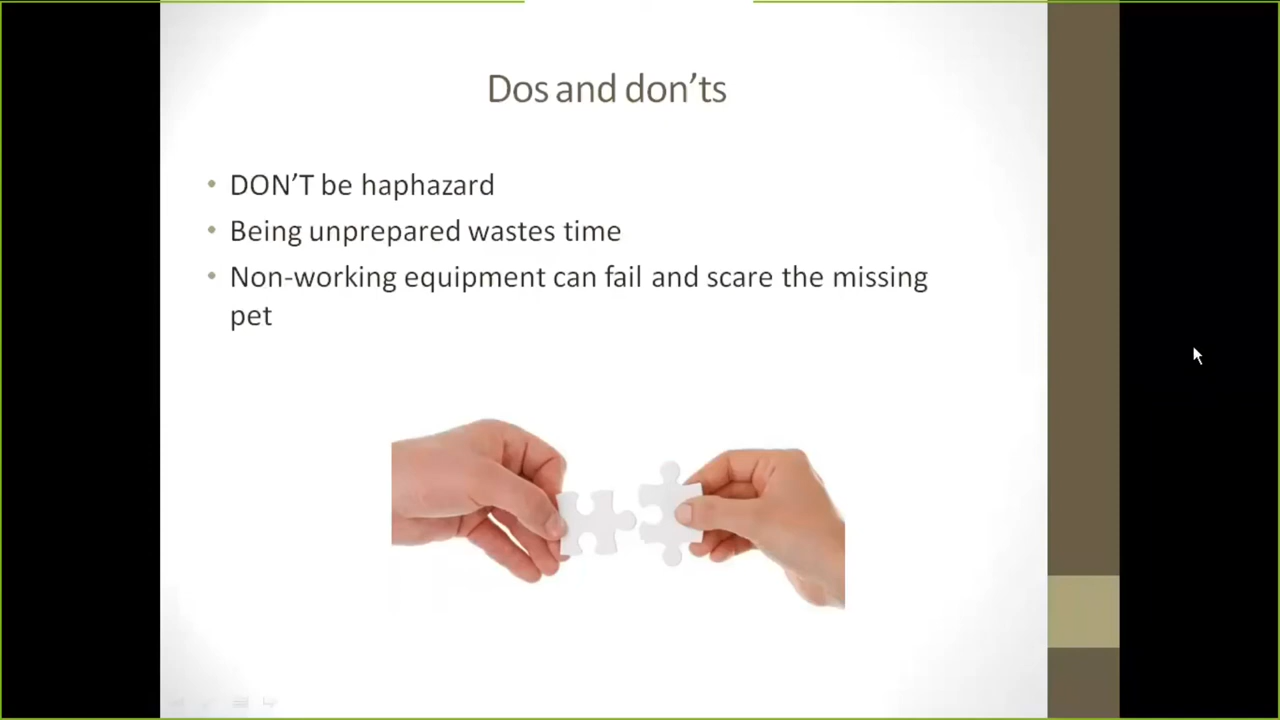 Dos and don’ts
• DON’T be haphazard
• Being unprepared wastes time
• Non-working equipment can fail and scare the missing
pet